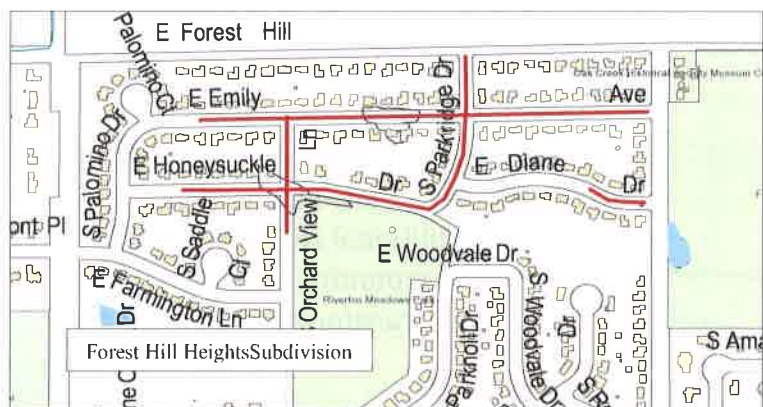 E Forest Hill
Palomino Ct
E Emily Ave
S Palomino Dr
S Parkridge Dr
Ln
E Honeysuckle Dr
E Diane Dr
ont Pl
S Saddle Ct
Orchard View
E Woodvale Dr
E Farmington Ln
Dr
S Woodvale Dr
Parknoll Dr
S Ama
Forest Hill HeightsSubdivision
ne C
S R